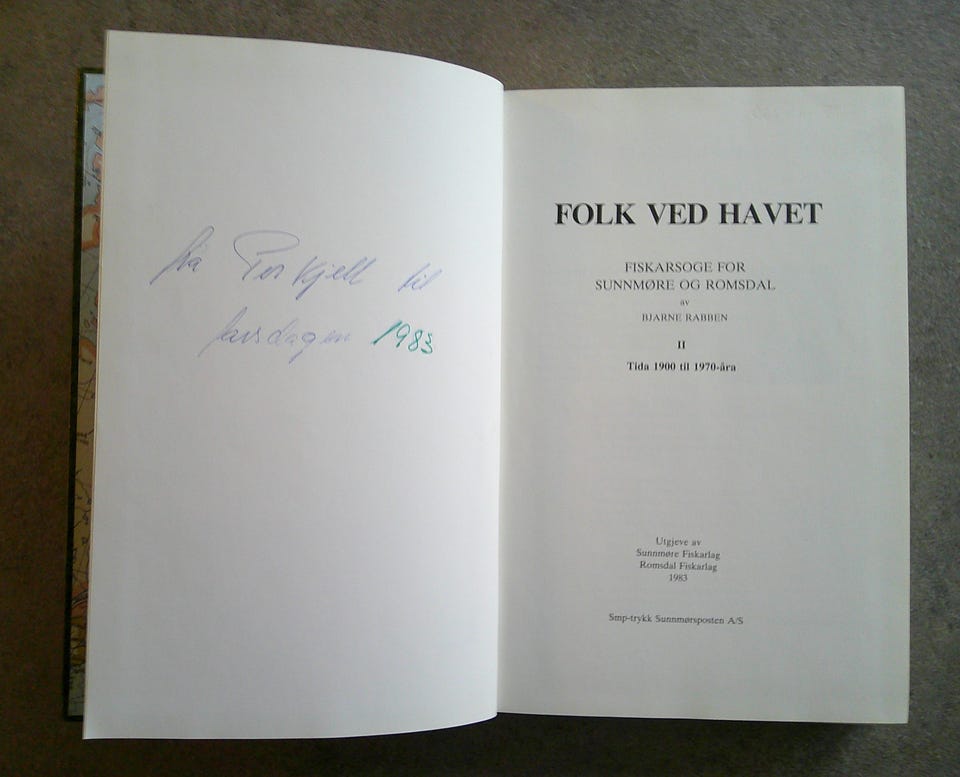 fra Per Kjell til
farsdagen 1983
FOLK VED HAVET
FISKARSOGE FOR
SUNNMØRE OG ROMSDAL
av
BJARNE RABBEN
II
Tida 1900 til 1970-åra
Utgjeve av
Sunnmøre Fiskarlag
Romsdal Fiskarlag
1983
Smp-trykk Sunnmørsposten A/S